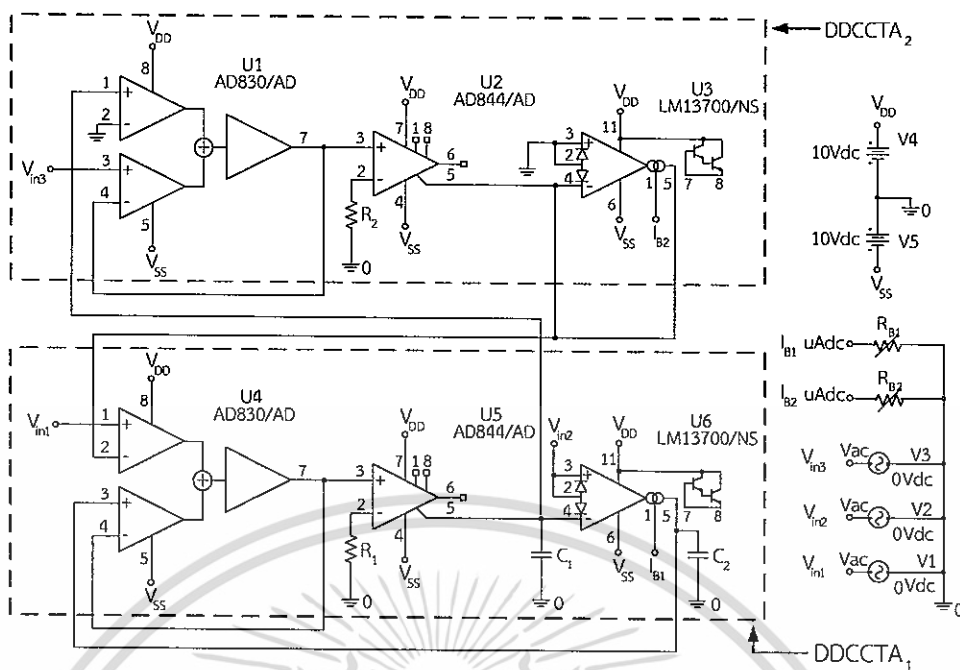 DDCCTA2
VDD
8
1
2
3
4
5
VSS
Vin3
U1
AD830/AD
7
U2
AD844/AD
VDD
3
2
7
1
8
6
5
4
VSS
R2
0
U3
LM13700/NS
VDD
11
3
2
4
1
5
6
VSS
IB2
7
8
VDD
10Vdc
V4
0
10Vdc
V5
VSS
VDD
8
1
2
3
4
5
VSS
Vin1
U4
AD830/AD
7
U5
AD844/AD
VDD
3
2
7
1
8
6
5
4
VSS
R1
0
C1
0
U6
LM13700/NS
Vin2
VDD
11
3
2
4
1
5
6
VSS
IB1
7
8
C2
0
IB1 uAdc
RB1
IB2 uAdc
RB2
Vin3
Vac
V3
0Vdc
Vin2
Vac
V2
0Vdc
Vin1
Vac
V1
0Vdc
0
DDCCTA1